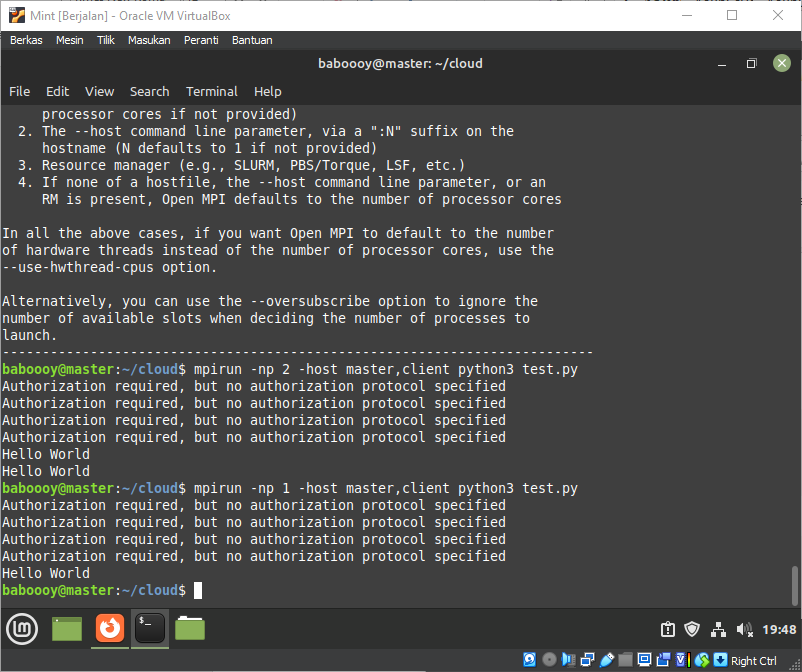 Mint [Berjalan] - Oracle VM VirtualBox
Berkas Mesin Tilik Masukan Peranti Bantuan
baboooy@master: ~/cloud
File Edit View Search Terminal Help
processor cores if not provided)
2. The --host command line parameter, via a ":N" suffix on the
hostname (N defaults to 1 if not provided)
3. Resource manager (e.g., SLURM, PBS/Torque, LSF, etc.)
4. If none of a hostfile, the --host command line parameter, or an
RM is present, Open MPI defaults to the number of processor cores
In all the above cases, if you want Open MPI to default to the number
of hardware threads instead of the number of processor cores, use the
--use-hwthread-cpus option.
Alternatively, you can use the --oversubscribe option to ignore the
number of available slots when deciding the number of processes to
launch.
--------------------------------------------------------------------------
baboooy@master:~/cloud$ mpirun -np 2 -host master,client python3 test.py
Authorization required, but no authorization protocol specified
Authorization required, but no authorization protocol specified
Authorization required, but no authorization protocol specified
Authorization required, but no authorization protocol specified
Hello World
Hello World
baboooy@master:~/cloud$ mpirun -np 1 -host master,client python3 test.py
Authorization required, but no authorization protocol specified
Authorization required, but no authorization protocol specified
Authorization required, but no authorization protocol specified
Authorization required, but no authorization protocol specified
Hello World
baboooy@master:~/cloud$
19:48
Right Ctrl